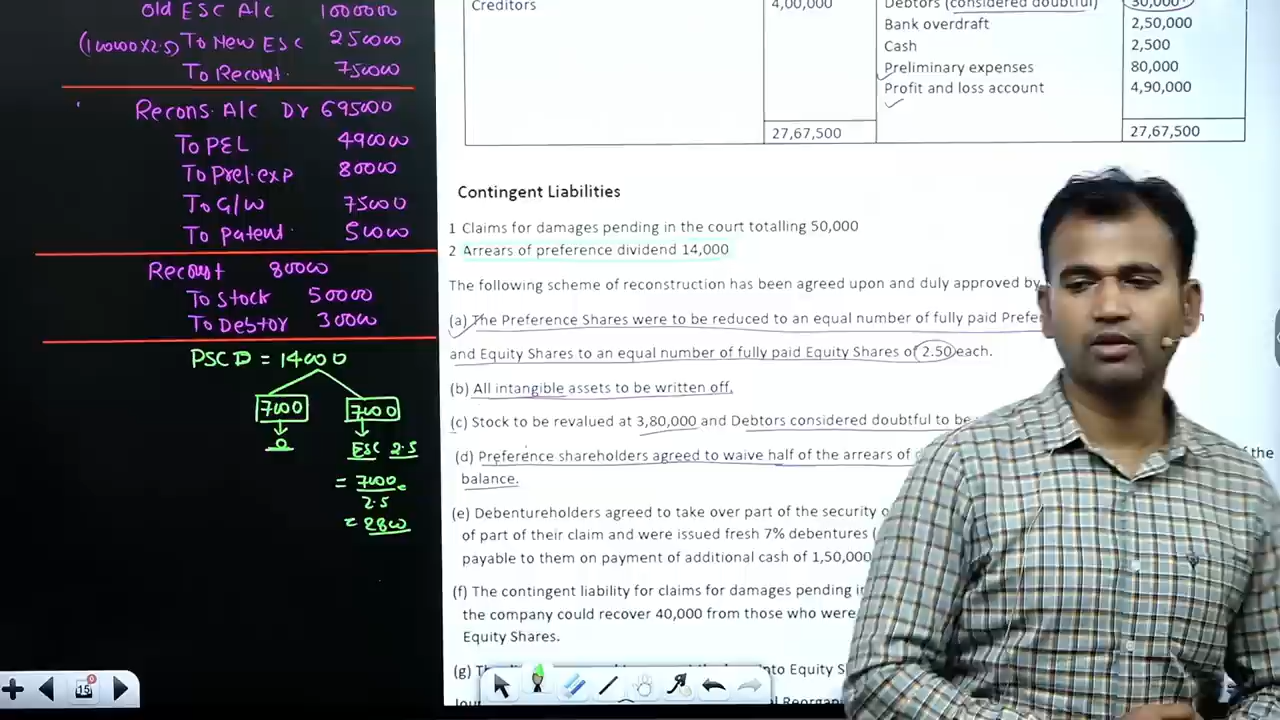 old ESC A/c 1000000
(100000x2.5) To New ESC 250000
To Reconst. 750000
Recons. A/c Dr 695000
To P&L 490000
To Prel. exp 80000
To G/W 75000
To Patent 50000
Reconst 80000
To Stock 50000
To Debtor 30000
PSC D = 14000
7000 7000
0 ESC 2.5
= 7000
2.5
= 2800
15
Creditors 4,00,000 Debtors (considered doubtful) 30,000
Bank overdraft 2,50,000
Cash 2,500
Preliminary expenses 80,000
Profit and loss account 4,90,000
27,67,500 27,67,500
Contingent Liabilities
1 Claims for damages pending in the court totalling 50,000
2 Arrears of preference dividend 14,000
The following scheme of reconstruction has been agreed upon and duly approved by
(a) The Preference Shares were to be reduced to an equal number of fully paid
and Equity Shares to an equal number of fully paid Equity Shares of 2.50 each.
(b) All intangible assets to be written off.
(c) Stock to be revalued at 3,80,000 and Debtors considered doubtful to be
(d) Preference shareholders agreed to waive half of the arrears of the
balance.
(e) Debentureholders agreed to take over part of the security
of part of their claim and were issued fresh 7% debentures (
payable to them on payment of additional cash of 1,50,000
(f) The contingent liability for claims for damages pending
the company could recover 40,000 from those who were
Equity Shares.
(g) into Equity